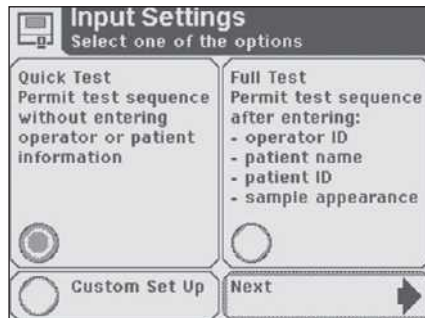 Input Settings
Select one of the options
Quick Test
Permit test sequence
without entering
operator or patient
information
Full Test
Permit test sequence
after entering:
- operator ID
- patient name
- patient ID
- sample appearance
Custom Set Up
Next